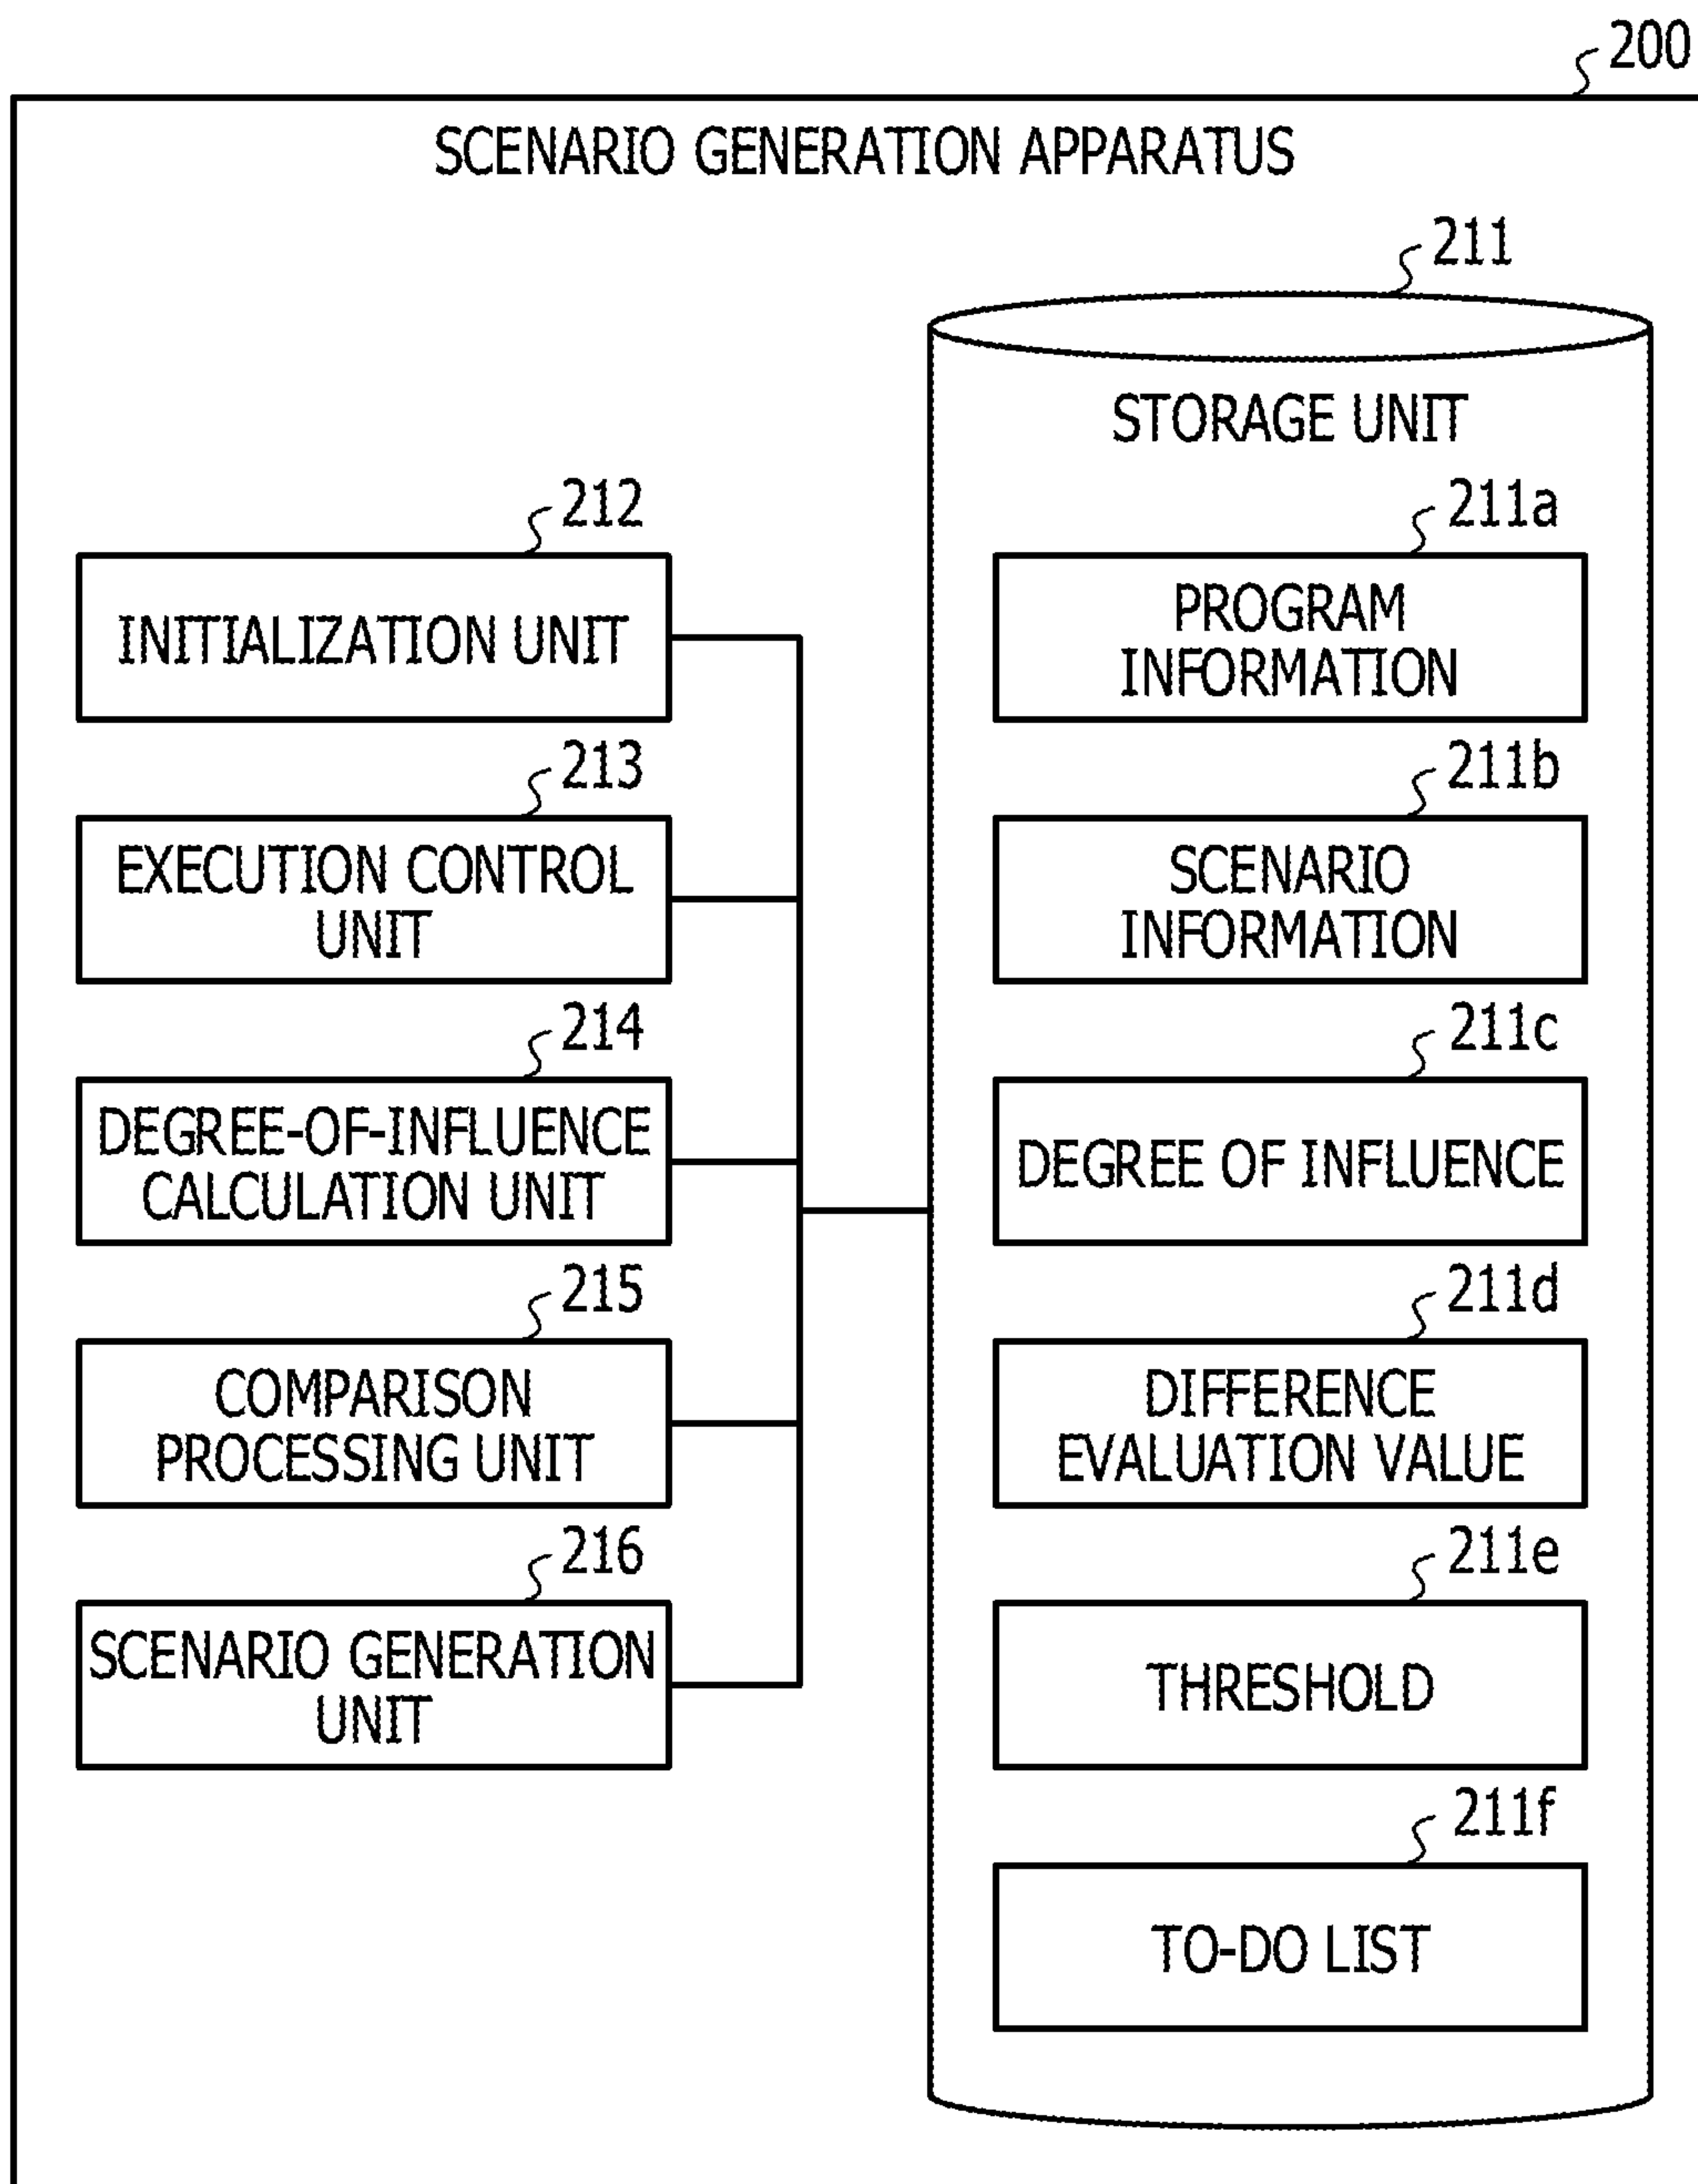 200
SCENARIO GENERATION APPARATUS
211
STORAGE UNIT
212
INITIALIZATION UNIT
213
EXECUTION CONTROL
UNIT
214
DEGREE-OF-INFLUENCE
CALCULATION UNIT
215
COMPARISON
PROCESSING UNIT
216
SCENARIO GENERATION
UNIT
211a
PROGRAM
INFORMATION
211b
SCENARIO
INFORMATION
211c
DEGREE OF INFLUENCE
211d
DIFFERENCE
EVALUATION VALUE
211e
THRESHOLD
211f
TO-DO LIST